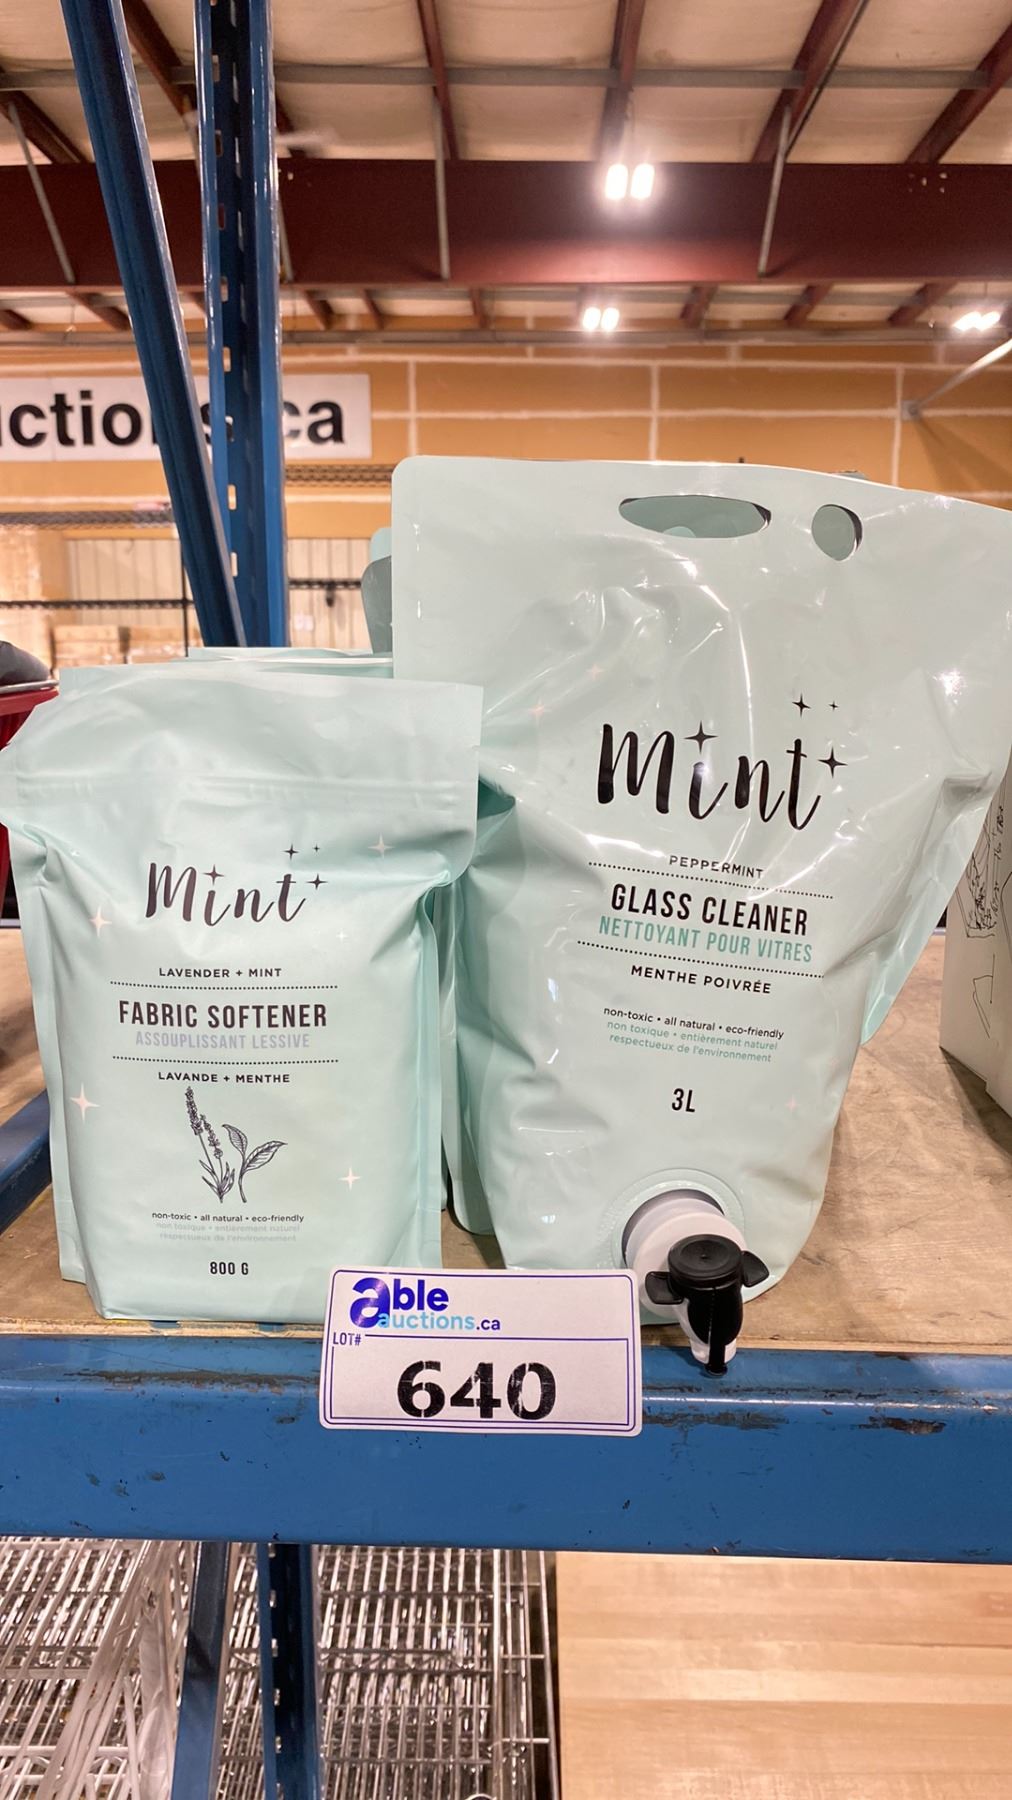 uctio s.ca
mint
LAVENDER + MINT
FABRIC SOFTENER
ASSOUPLISSANT LESSIVE
LAVANDE + MENTHE
non-toxic • all natural • eco-friendly
non toxique • entièrement naturel
respectueux de l'environnement
800 G
mint
PEPPERMINT
GLASS CLEANER
NETTOYANT POUR VITRES
MENTHE POIVRÉE
non-toxic • all natural • eco-friendly
non toxique • entièrement naturel
respectueux de l'environnement
3L
able
auctions.ca
LOT#
640